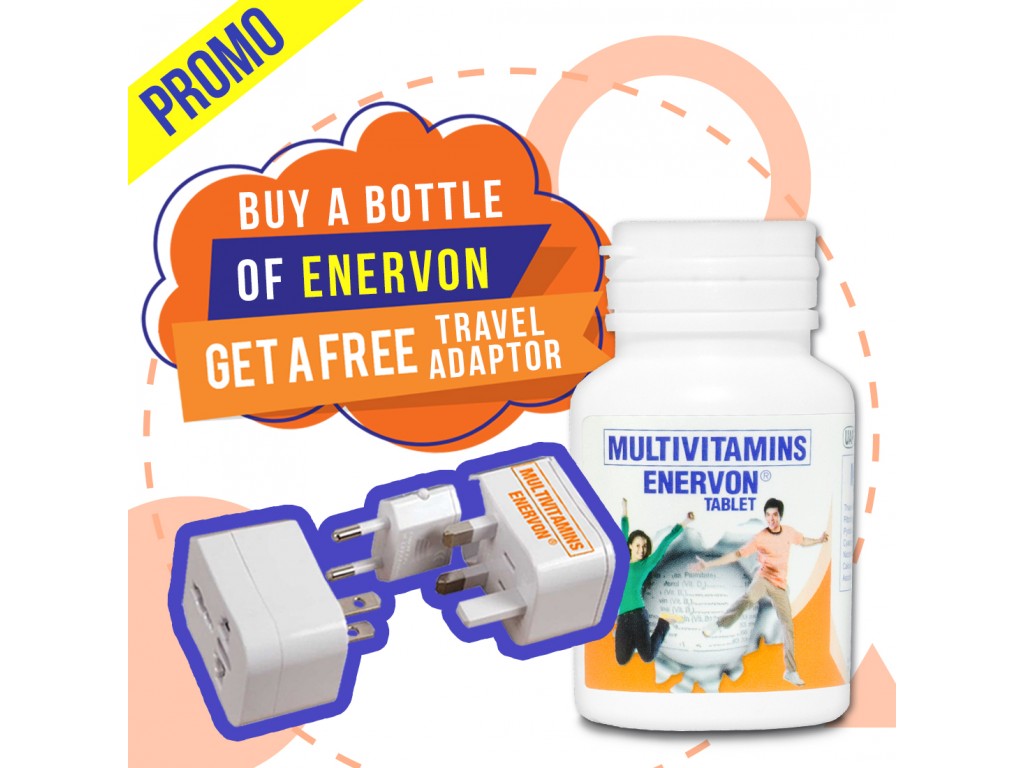 PROMO
BUY A BOTTLE
OF ENERVON
GET A FREE TRAVEL
ADAPTOR
MULTIVITAMINS
ENERVON®
MULTIVITAMINS
ENERVON®
TABLET